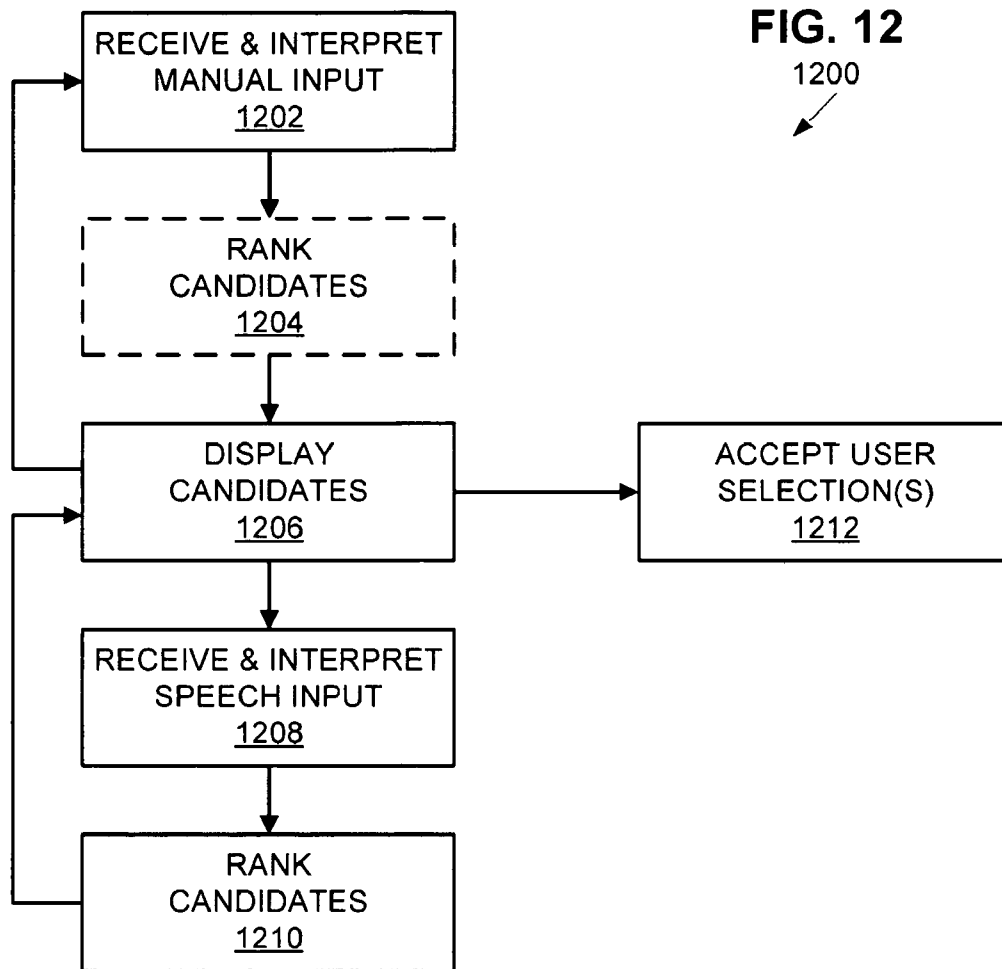 FIG. 12
1200
RECEIVE & INTERPRET
MANUAL INPUT
1202
RANK
CANDIDATES
1204
DISPLAY
CANDIDATES
1206
ACCEPT USER
SELECTION(S)
1212
RECEIVE & INTERPRET
SPEECH INPUT
1208
RANK
CANDIDATES
1210